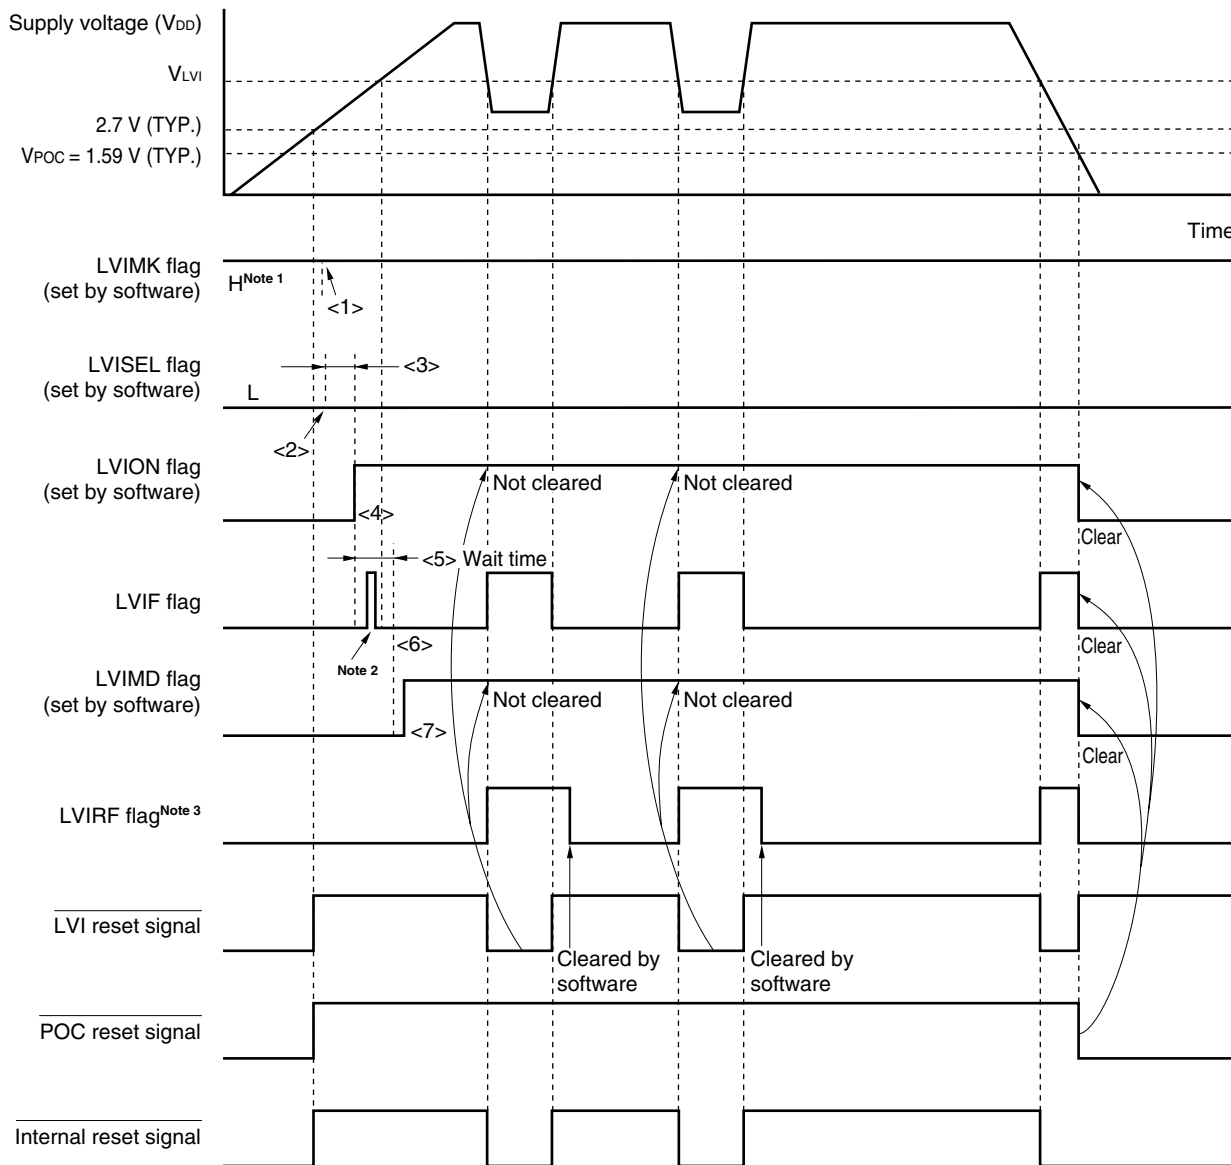 Supply voltage (VDD)
VLVI
2.7 V (TYP.)
VPOC = 1.59 V (TYP.)
Time
LVIMK flag
(set by software)
H Note 1
<1>
LVISEL flag
(set by software)
L
<3>
<2>
LVION flag
(set by software)
Not cleared
Not cleared
<4>
Clear
<5> Wait time
LVIF flag
<6>
Note 2
Clear
LVIMD flag
(set by software)
Not cleared
Not cleared
<7>
Clear
LVIRF flag Note 3
LVI reset signal
Cleared by
software
Cleared by
software
POC reset signal
Internal reset signal